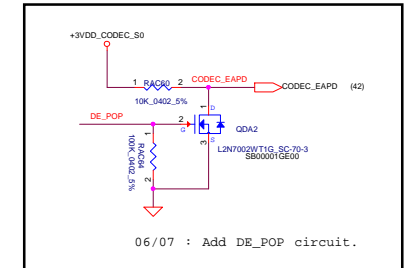 +3VDD_CODEC_S0
1 RAC60 2 CODEC_EAPD
CODEC_EAPD (42)
10K_0402_5%
1 D
DE_POP
2 G
QDA2
3 S
L2N7002WT1G_SC-70-3
SB00001GE00
1
RAC64
100K_0402_5%
2
06/07 : Add DE_POP circuit.